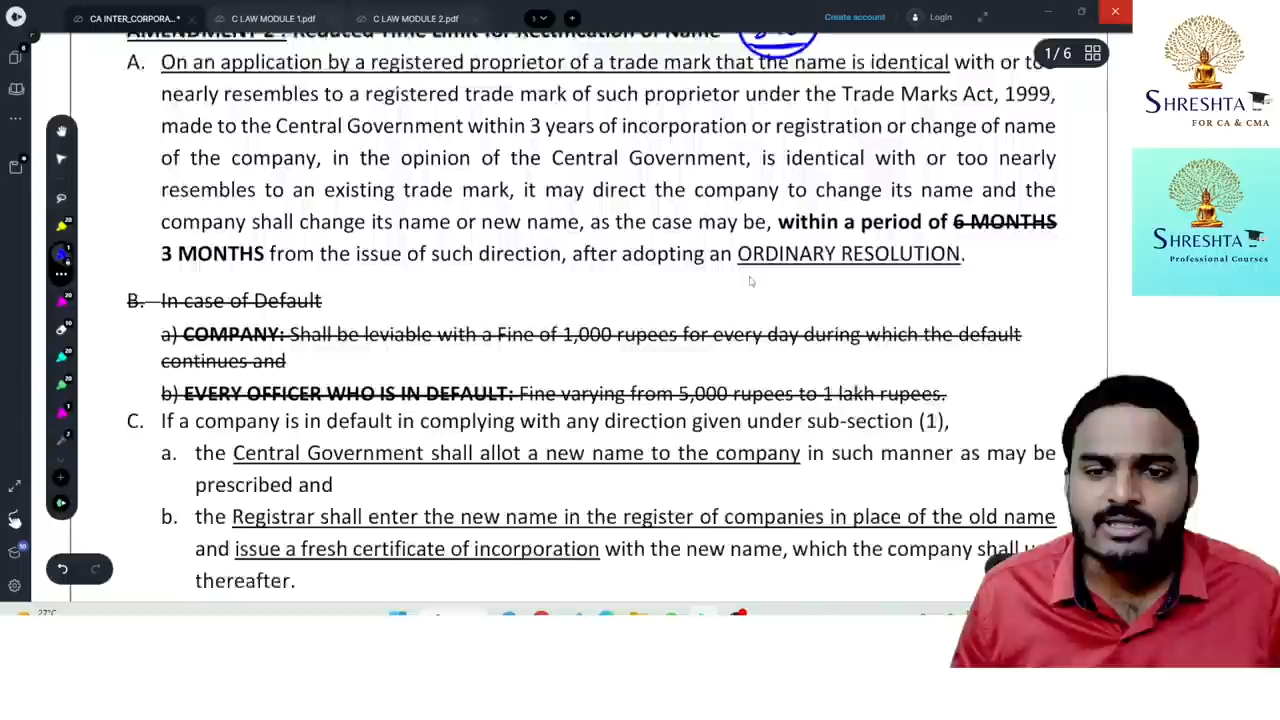 CA INTER_CORPORA...*
C LAW MODULE 1.pdf
C LAW MODULE 2.pdf
3
Create account
Login
AMENDMENT 2 : Reduced Time Limit for Rectification of Name
1/6
A. On an application by a registered proprietor of a trade mark that the name is identical with or too
nearly resembles to a registered trade mark of such proprietor under the Trade Marks Act, 1999,
made to the Central Government within 3 years of incorporation or registration or change of name
of the company, in the opinion of the Central Government, is identical with or too nearly
resembles to an existing trade mark, it may direct the company to change its name and the
company shall change its name or new name, as the case may be, within a period of 6 MONTHS
3 MONTHS from the issue of such direction, after adopting an ORDINARY RESOLUTION.
B. In case of Default
a) COMPANY: Shall be leviable with a Fine of 1,000 rupees for every day during which the default
continues and
b) EVERY OFFICER WHO IS IN DEFAULT: Fine varying from 5,000 rupees to 1 lakh rupees.
C. If a company is in default in complying with any direction given under sub-section (1),
a. the Central Government shall allot a new name to the company in such manner as may be
prescribed and
b. the Registrar shall enter the new name in the register of companies in place of the old name
and issue a fresh certificate of incorporation with the new name, which the company shall
thereafter.
27°C
SHRESHTA
FOR CA & CMA
SHRESHTA
Professional Courses